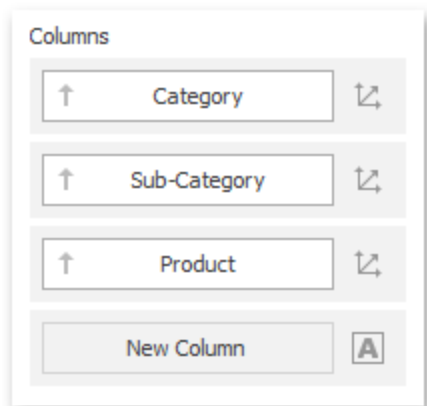 Columns
Category
Sub-Category
Product
New Column
A